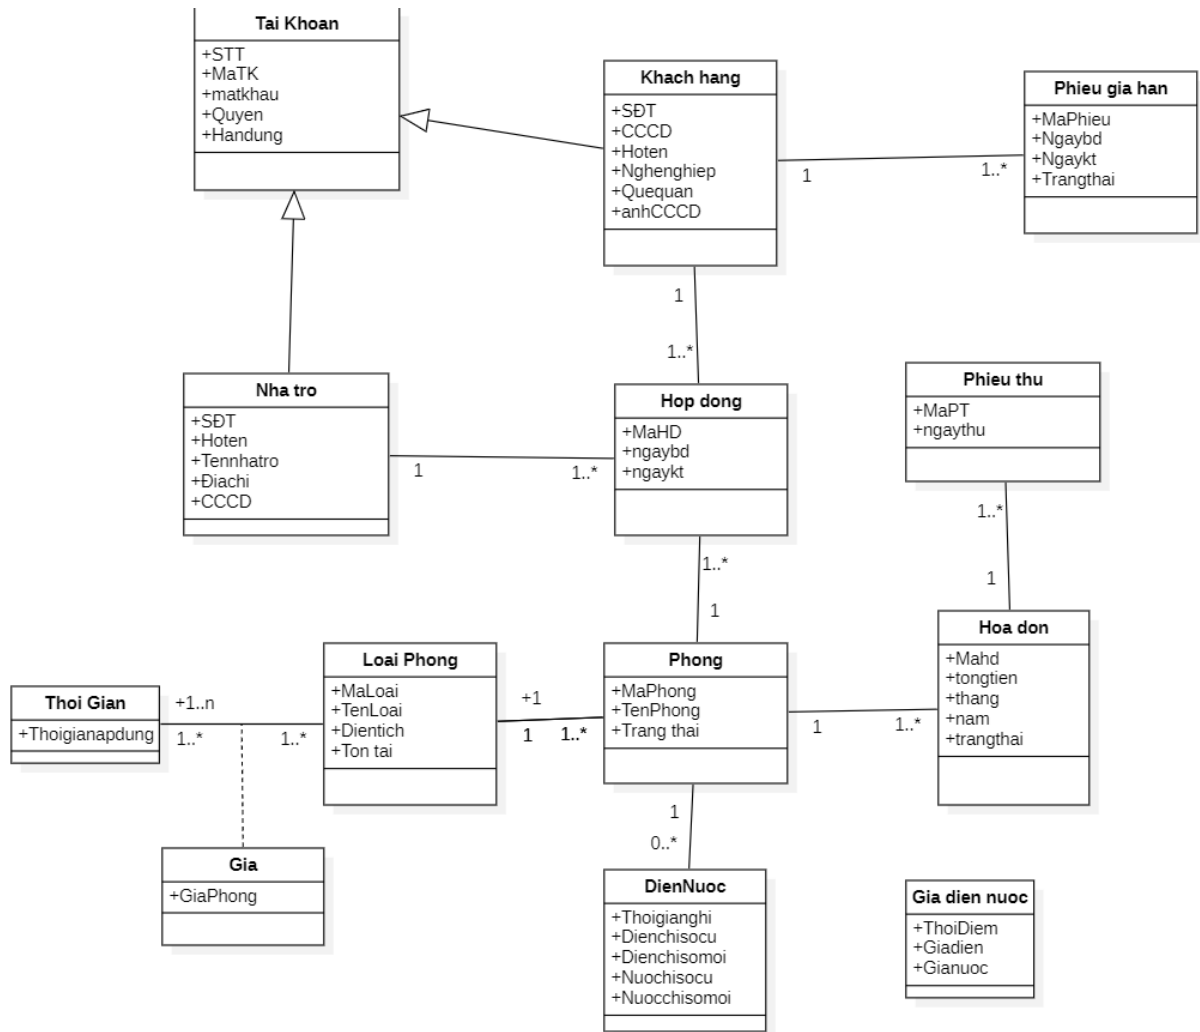 Tai Khoan
+STT
+MaTK
+matkhau
+Quyen
+Handung
Khach hang
+SĐT
+CCCD
+Hoten
+Nghenghiep
+Quequan
+anhCCCD
Phieu gia han
+MaPhieu
+Ngaybd
+Ngaykt
+Trangthai
1
1..*
1
1..*
Nha tro
+SĐT
+Hoten
+Tennhatro
+Điachi
+CCCD
1
1..*
Hop dong
+MaHD
+ngaybd
+ngaykt
Phieu thu
+MaPT
+ngaythu
1..*
1
1..*
1
Thoi Gian
+Thoigianapdung
+1..n
1..*
1..*
Loai Phong
+MaLoai
+TenLoai
+Dientich
+Ton tai
+1
1
1..*
Phong
+MaPhong
+TenPhong
+Trang thai
1
1..*
Hoa don
+Mahd
+tongtien
+thang
+nam
+trangthai
1
0..*
Gia
+GiaPhong
DienNuoc
+Thoigianghi
+Dienchisocu
+Dienchisomoi
+Nuochisocu
+Nuocchisomoi
Gia dien nuoc
+ThoiDiem
+Giadien
+Gianuoc